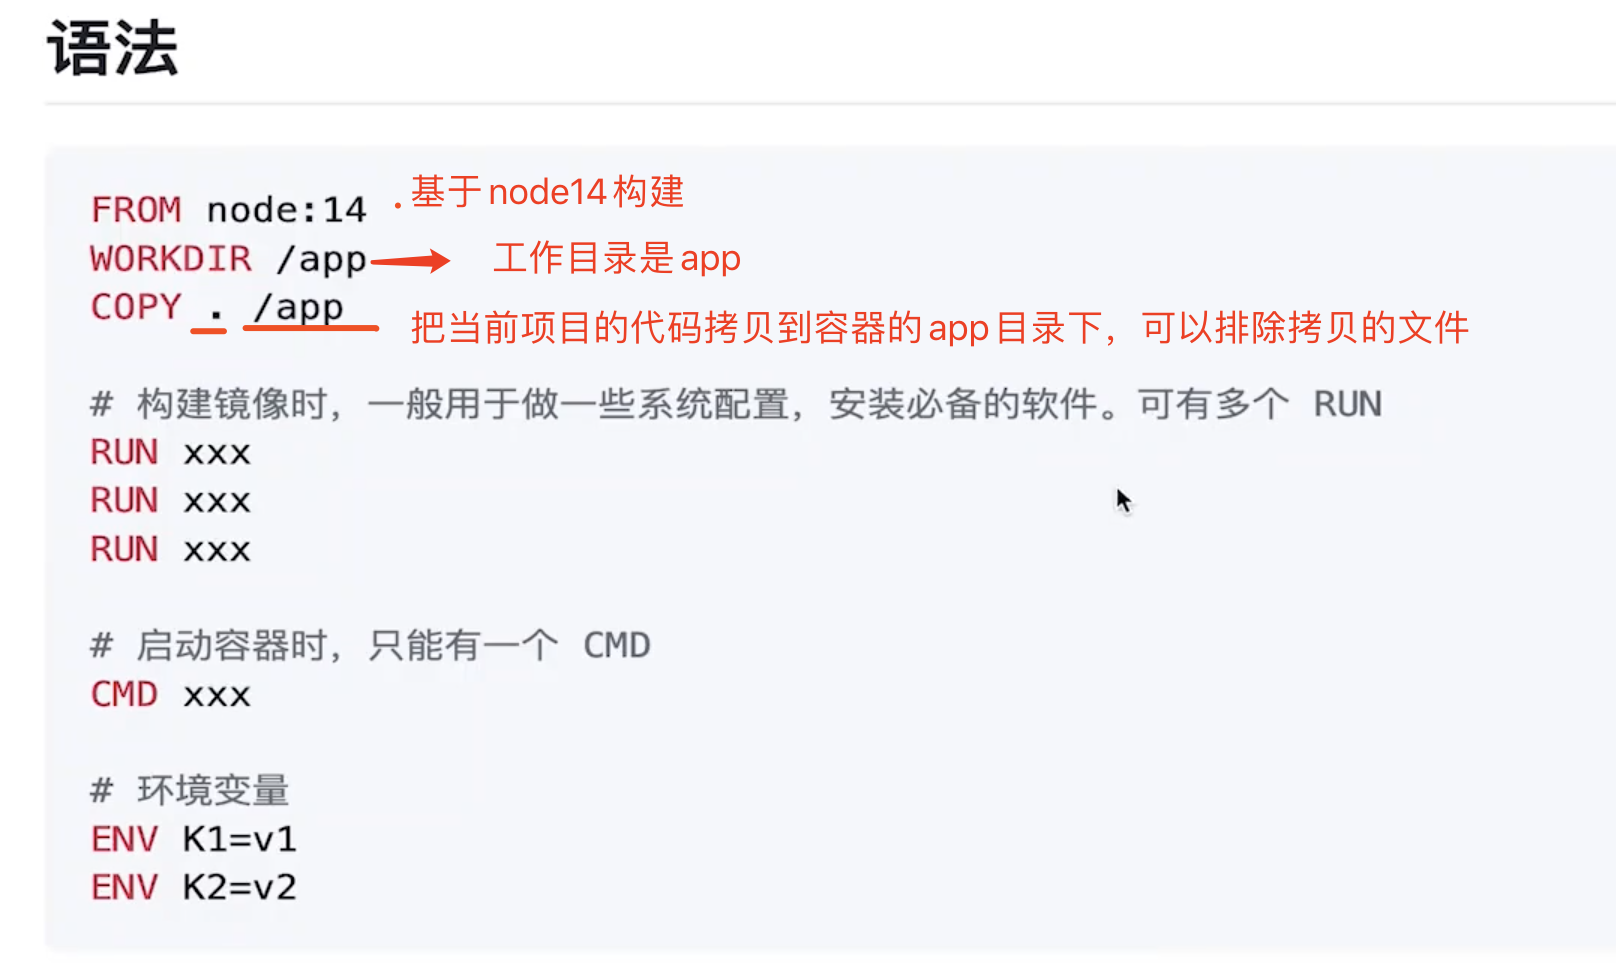 语法
FROM node:14 .基于node14构建
WORKDIR /app 工作目录是app
COPY . /app 把当前项目的代码拷贝到容器的app目录下，可以排除拷贝的文件
# 构建镜像时，一般用于做一些系统配置，安装必备的软件。可有多个 RUN
RUN xxx
RUN xxx
RUN xxx
# 启动容器时，只能有一个 CMD
CMD xxx
# 环境变量
ENV K1=v1
ENV K2=v2